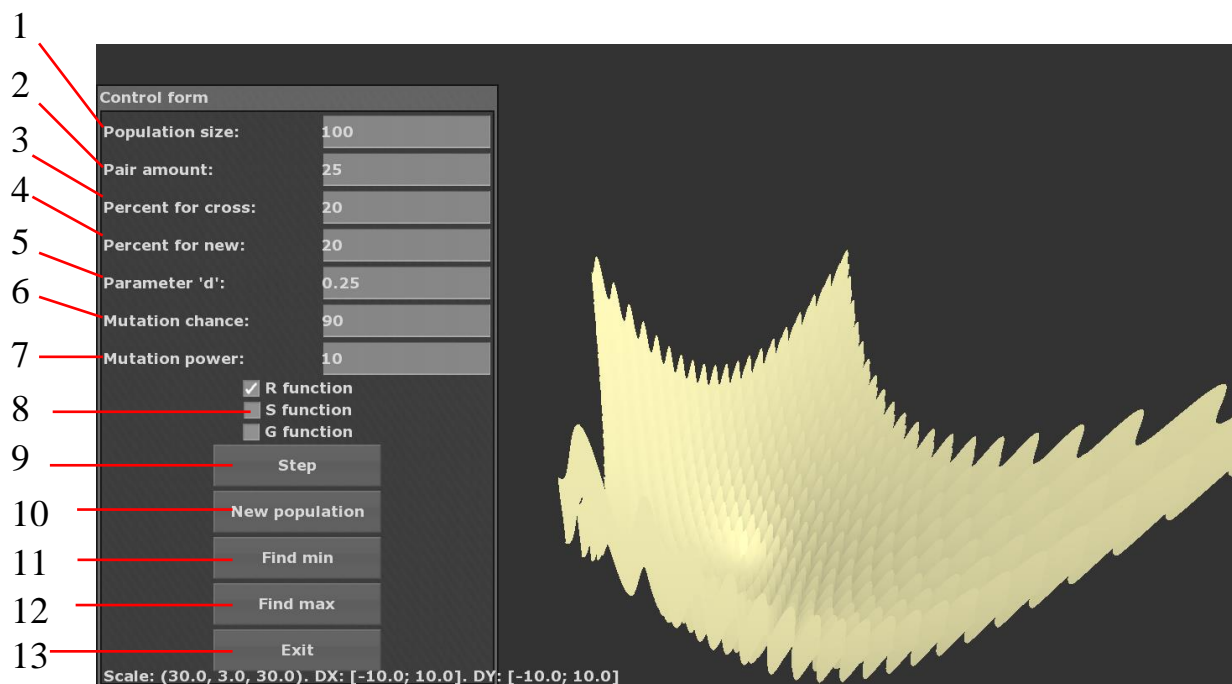 1
2
3
4
5
6
7
8
9
10
11
12
13
Control form
Population size: 100
Pair amount: 25
Percent for cross: 20
Percent for new: 20
Parameter 'd': 0.25
Mutation chance: 90
Mutation power: 10
R function
S function
G function
Step
New population
Find min
Find max
Exit
Scale: (30.0, 3.0, 30.0). DX: [-10.0; 10.0]. DY: [-10.0; 10.0]